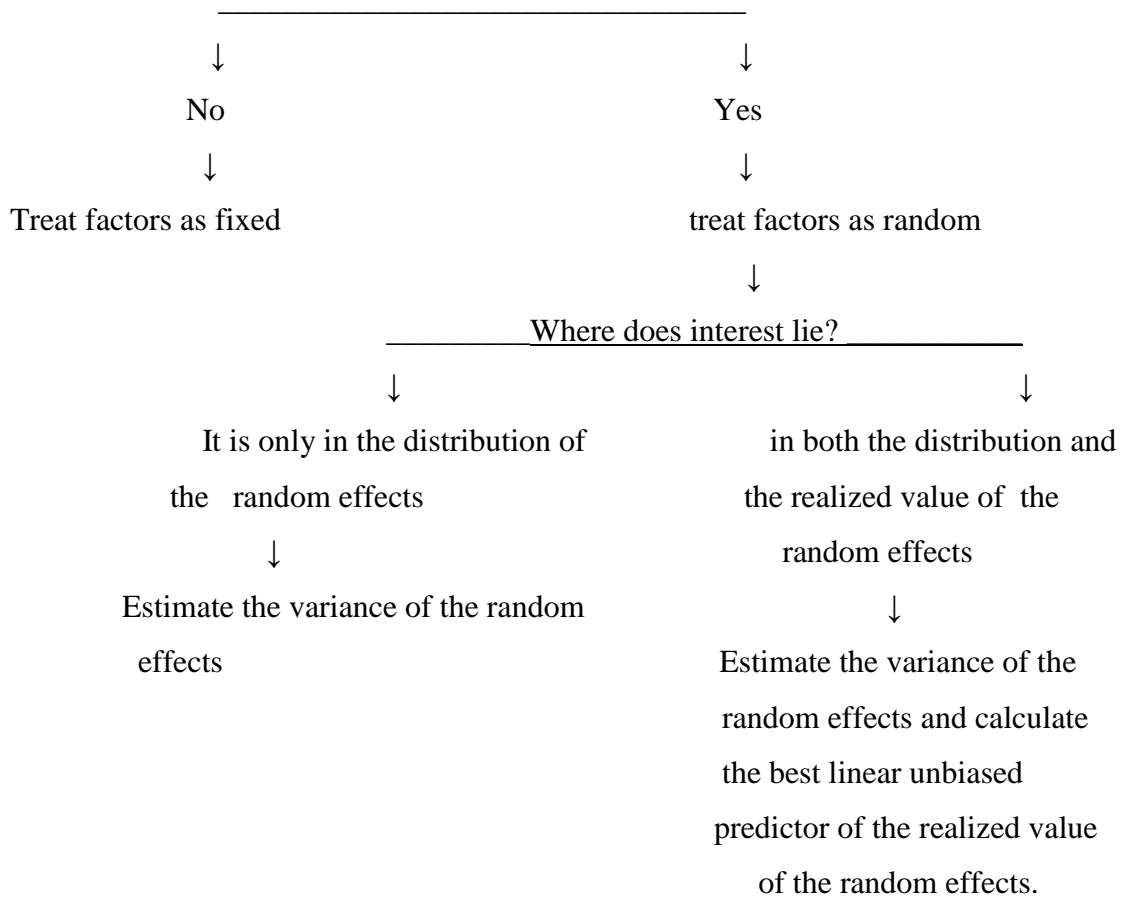 No Yes
Treat factors as fixed treat factors as random
Where does interest lie?
It is only in the distribution of in both the distribution and
the random effects the realized value of the
random effects
Estimate the variance of the random
effects Estimate the variance of the
random effects and calculate
the best linear unbiased
predictor of the realized value
of the random effects.